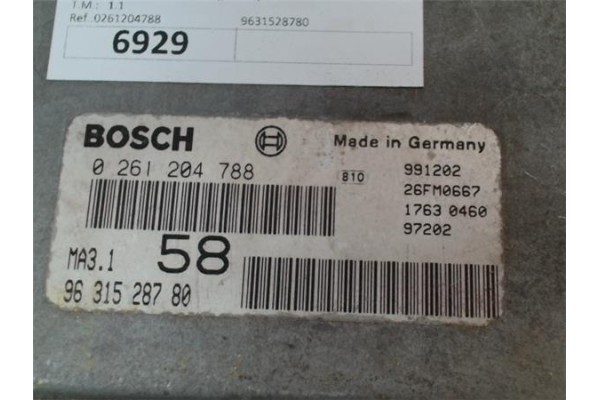 T.M.: 1.1
Ref.0261204788 9631528780
6929
BOSCH
Made in Germany
0 261 204 788
810
991202
26FM0667
1763 0460
97202
MA3.1
58
96 315 287 80